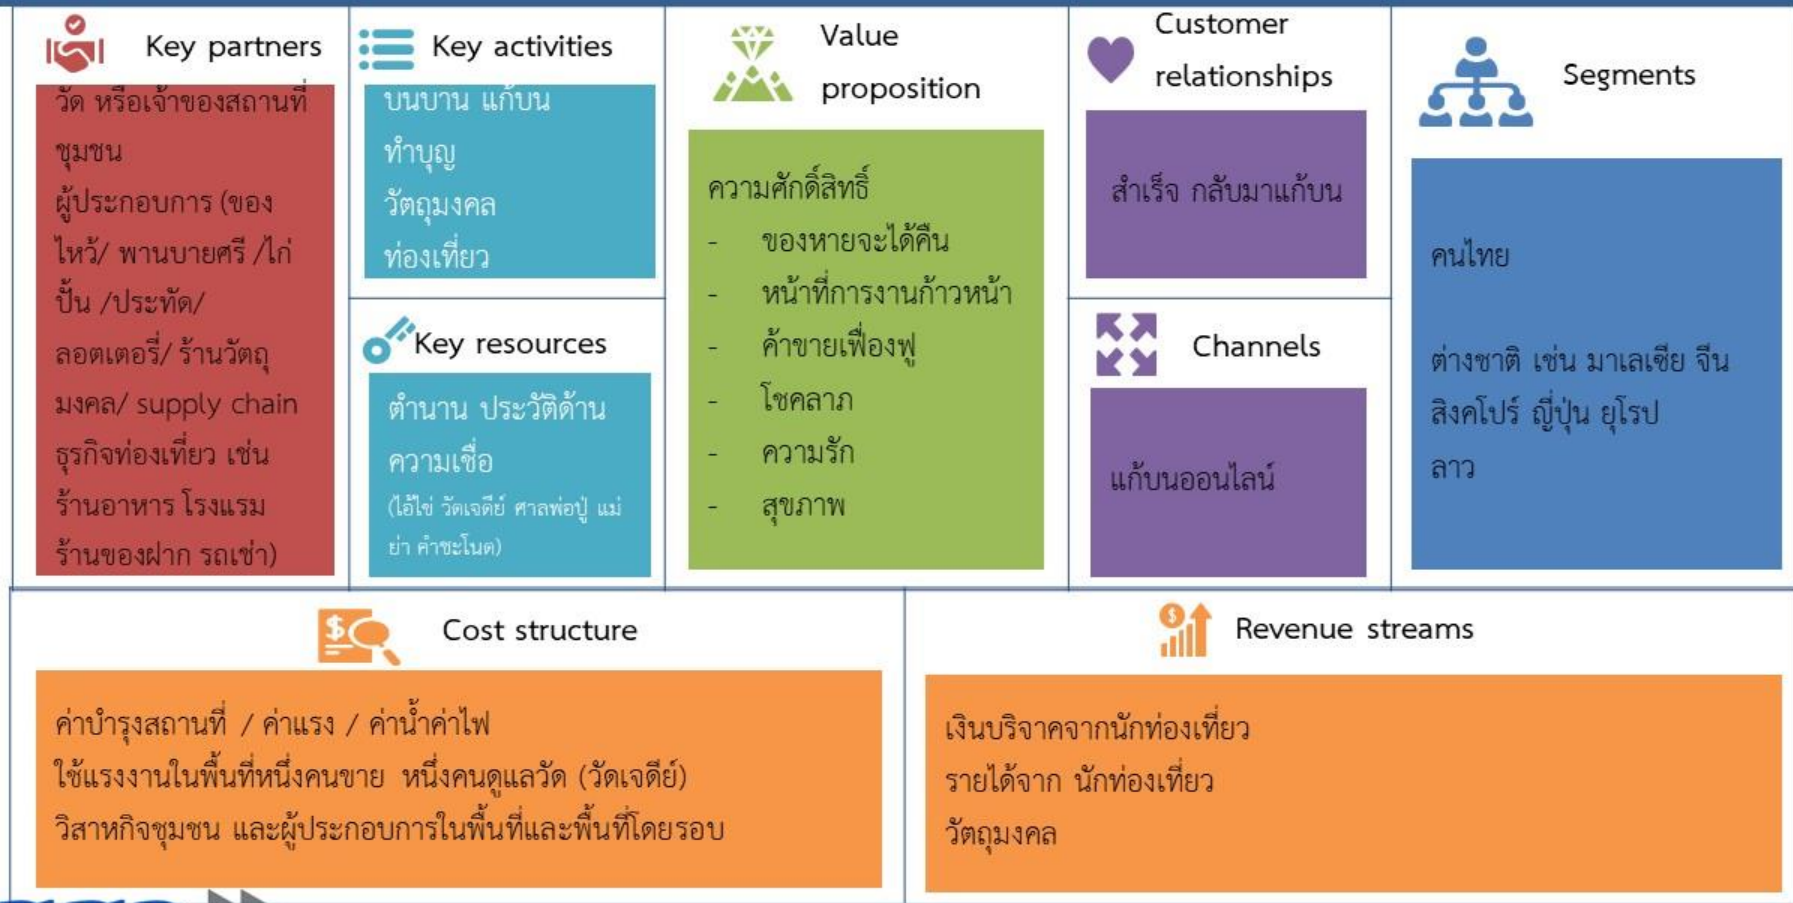 Key partners
วัด หรือเจ้าของสถานที่
ชุมชน
ผู้ประกอบการ (ของ
ไหว้/ พานบายศรี /ไก่
ปั้น /ประทัด/
ลอตเตอรี่/ ร้านวัตถุ
มงคล/ supply chain
ธุรกิจท่องเที่ยว เช่น
ร้านอาหาร โรงแรม
ร้านของฝาก รถเช่า)
Key activities
บนบาน แก้บน
ทำบุญ
วัตถุมงคล
ท่องเที่ยว
Key resources
ตำนาน ประวัติด้าน
ความเชื่อ
(ไอ้ไข่ วัดเจดีย์ ศาลพ่อปู่ แม่
ย่า คำชะโนด)
Value
proposition
ความศักดิ์สิทธิ์
- ของหายจะได้คืน
- หน้าที่การงานก้าวหน้า
- ค้าขายเฟื่องฟู
- โชคลาภ
- ความรัก
- สุขภาพ
Customer
relationships
สำเร็จ กลับมาแก้บน
Channels
แก้บนออนไลน์
Segments
คนไทย
ต่างชาติ เช่น มาเลเซีย จีน
สิงคโปร์ ญี่ปุ่น ยุโรป
ลาว
Cost structure
ค่าบำรุงสถานที่ / ค่าแรง / ค่าน้ำค่าไฟ
ใช้แรงงานในพื้นที่หนึ่งคนขาย หนึ่งคนดูแลวัด (วัดเจดีย์)
วิสาหกิจชุมชน และผู้ประกอบการในพื้นที่และพื้นที่โดยรอบ
Revenue streams
เงินบริจาคจากนักท่องเที่ยว
รายได้จาก นักท่องเที่ยว
วัตถุมงคล